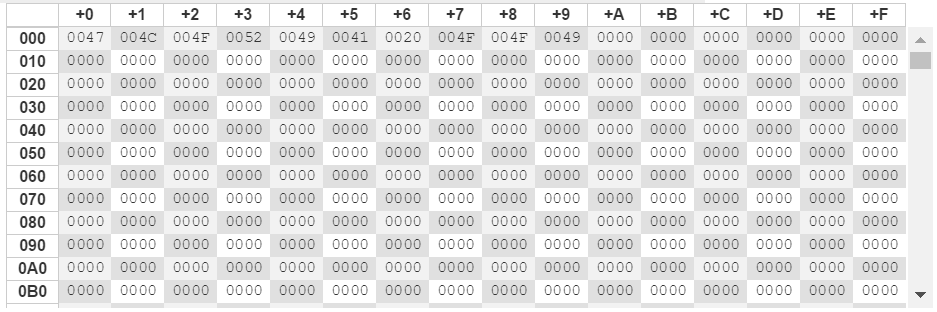 +0 +1 +2 +3 +4 +5 +6 +7 +8 +9 +A +B +C +D +E +F
000 0047 004C 004F 0052 0049 0041 0020 004F 004F 0049 0000 0000 0000 0000 0000 0000
010 0000 0000 0000 0000 0000 0000 0000 0000 0000 0000 0000 0000 0000 0000 0000 0000
020 0000 0000 0000 0000 0000 0000 0000 0000 0000 0000 0000 0000 0000 0000 0000 0000
030 0000 0000 0000 0000 0000 0000 0000 0000 0000 0000 0000 0000 0000 0000 0000 0000
040 0000 0000 0000 0000 0000 0000 0000 0000 0000 0000 0000 0000 0000 0000 0000 0000
050 0000 0000 0000 0000 0000 0000 0000 0000 0000 0000 0000 0000 0000 0000 0000 0000
060 0000 0000 0000 0000 0000 0000 0000 0000 0000 0000 0000 0000 0000 0000 0000 0000
070 0000 0000 0000 0000 0000 0000 0000 0000 0000 0000 0000 0000 0000 0000 0000 0000
080 0000 0000 0000 0000 0000 0000 0000 0000 0000 0000 0000 0000 0000 0000 0000 0000
090 0000 0000 0000 0000 0000 0000 0000 0000 0000 0000 0000 0000 0000 0000 0000 0000
0A0 0000 0000 0000 0000 0000 0000 0000 0000 0000 0000 0000 0000 0000 0000 0000 0000
0B0 0000 0000 0000 0000 0000 0000 0000 0000 0000 0000 0000 0000 0000 0000 0000 0000